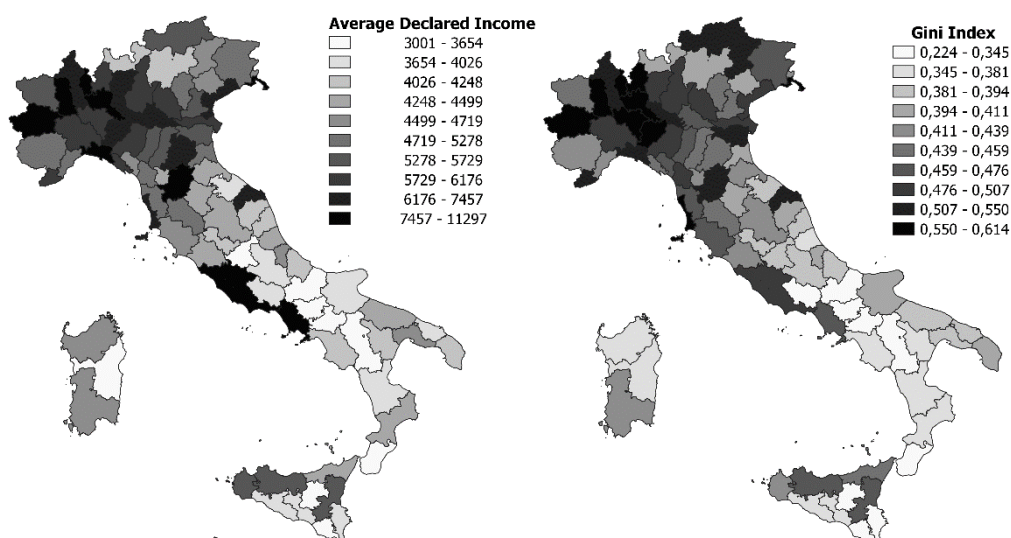 Average Declared Income
3001 - 3654
3654 - 4026
4026 - 4248
4248 - 4499
4499 - 4719
4719 - 5278
5278 - 5729
5729 - 6176
6176 - 7457
7457 - 11297
Gini Index
0,224 - 0,345
0,345 - 0,381
0,381 - 0,394
0,394 - 0,411
0,411 - 0,439
0,439 - 0,459
0,459 - 0,476
0,476 - 0,507
0,507 - 0,550
0,550 - 0,614